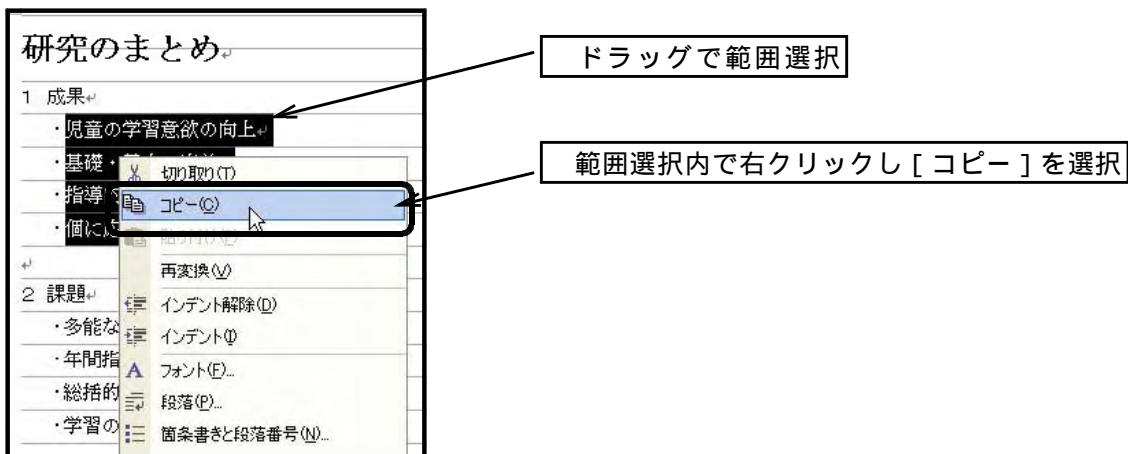 研究のまとめ
ドラッグで範囲選択
1 成果
・児童の学習意欲の向上
範囲選択内で右クリックし[コピー]を選択
・基礎・
切り取り(T)
・指導
コピー(C)
・個に
再変換(V)
2 課題
インデント解除(D)
・多能な
インデント(I)
・年間指
フォント(F)...
・総括的
段落(P)...
・学習の
箇条書きと段落番号(N)...